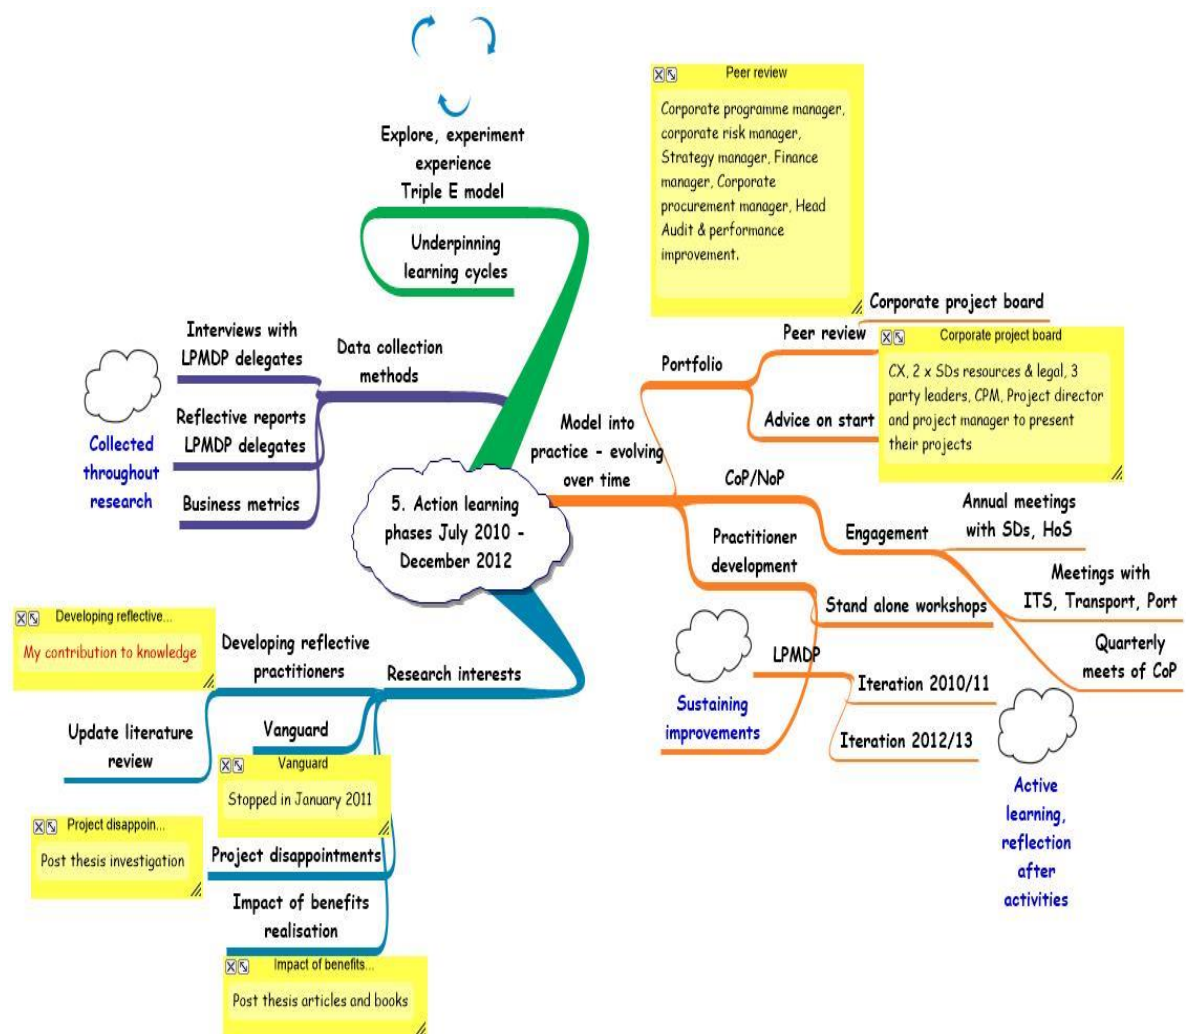 Explore, experiment
experience
Triple E model
Underpinning
learning cycles
Interviews with
LPMDP delegates
Data collection
methods
Reflective reports
LPMDP delegates
Business metrics
Collected
throughout
research
5. Action learning
phases July 2010 -
December 2012
Peer review
Corporate programme manager,
corporate risk manager,
Strategy manager, Finance
manager, Corporate
procurement manager, Head
Audit & performance
improvement.
Corporate project board
Peer review
Portfolio
Corporate project board
CX, 2 x SDs resources & legal, 3
party leaders, CPM, Project director
and project manager to present
their projects
Advice on start
Model into
practice - evolving
over time
CoP/NoP
Engagement
Annual meetings
with SDs, HoS
Meetings with
ITS, Transport, Port
Quarterly
meets of CoP
Practitioner
development
Stand alone workshops
LPMDP
Iteration 2010/11
Iteration 2012/13
Sustaining
improvements
Active
learning,
reflection
after
activities
Developing reflective...
My contribution to knowledge
Developing reflective
practitioners
Research interests
Update literature
review
Vanguard
Vanguard
Stopped in January 2011
Project disappoin...
Post thesis investigation
Project disappointments
Impact of benefits
realisation
Impact of benefits...
Post thesis articles and books